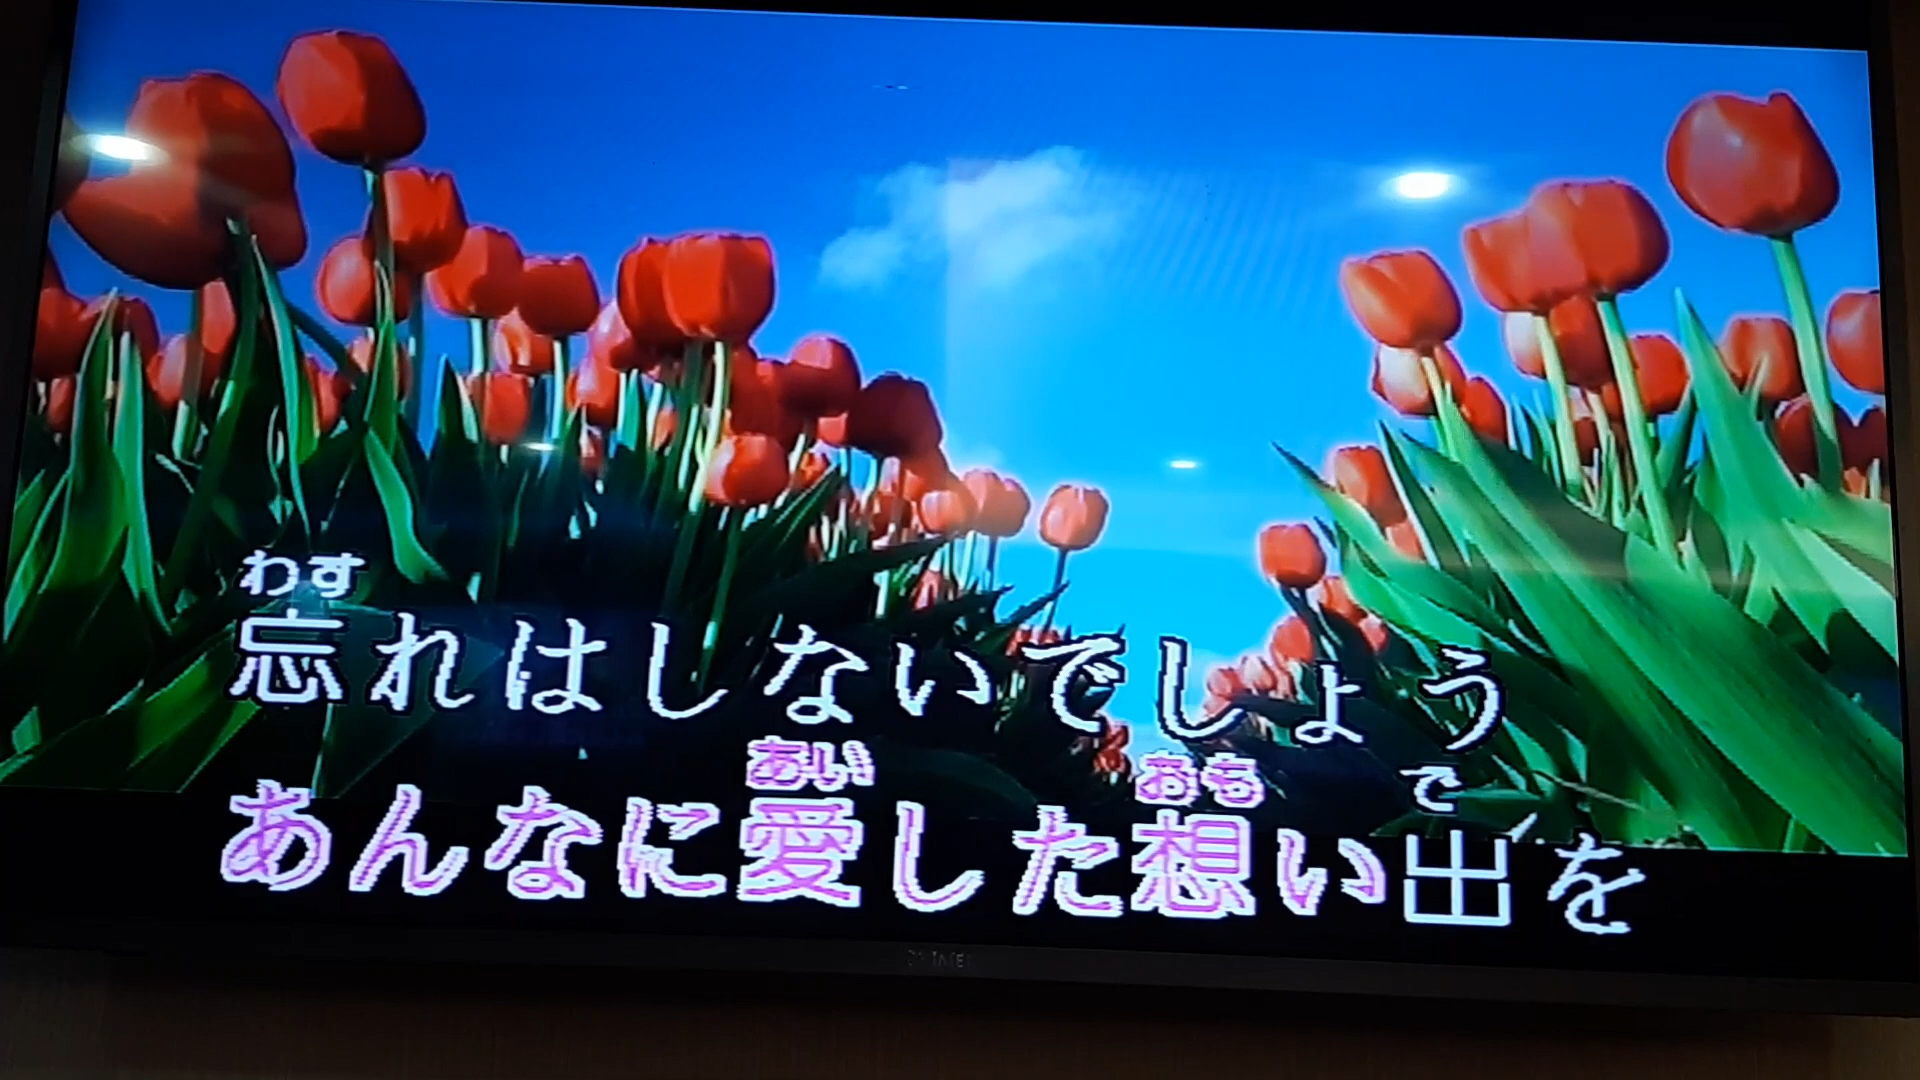 わす
忘れはしないでしょう
あい おも で
あんなに愛した想い出を